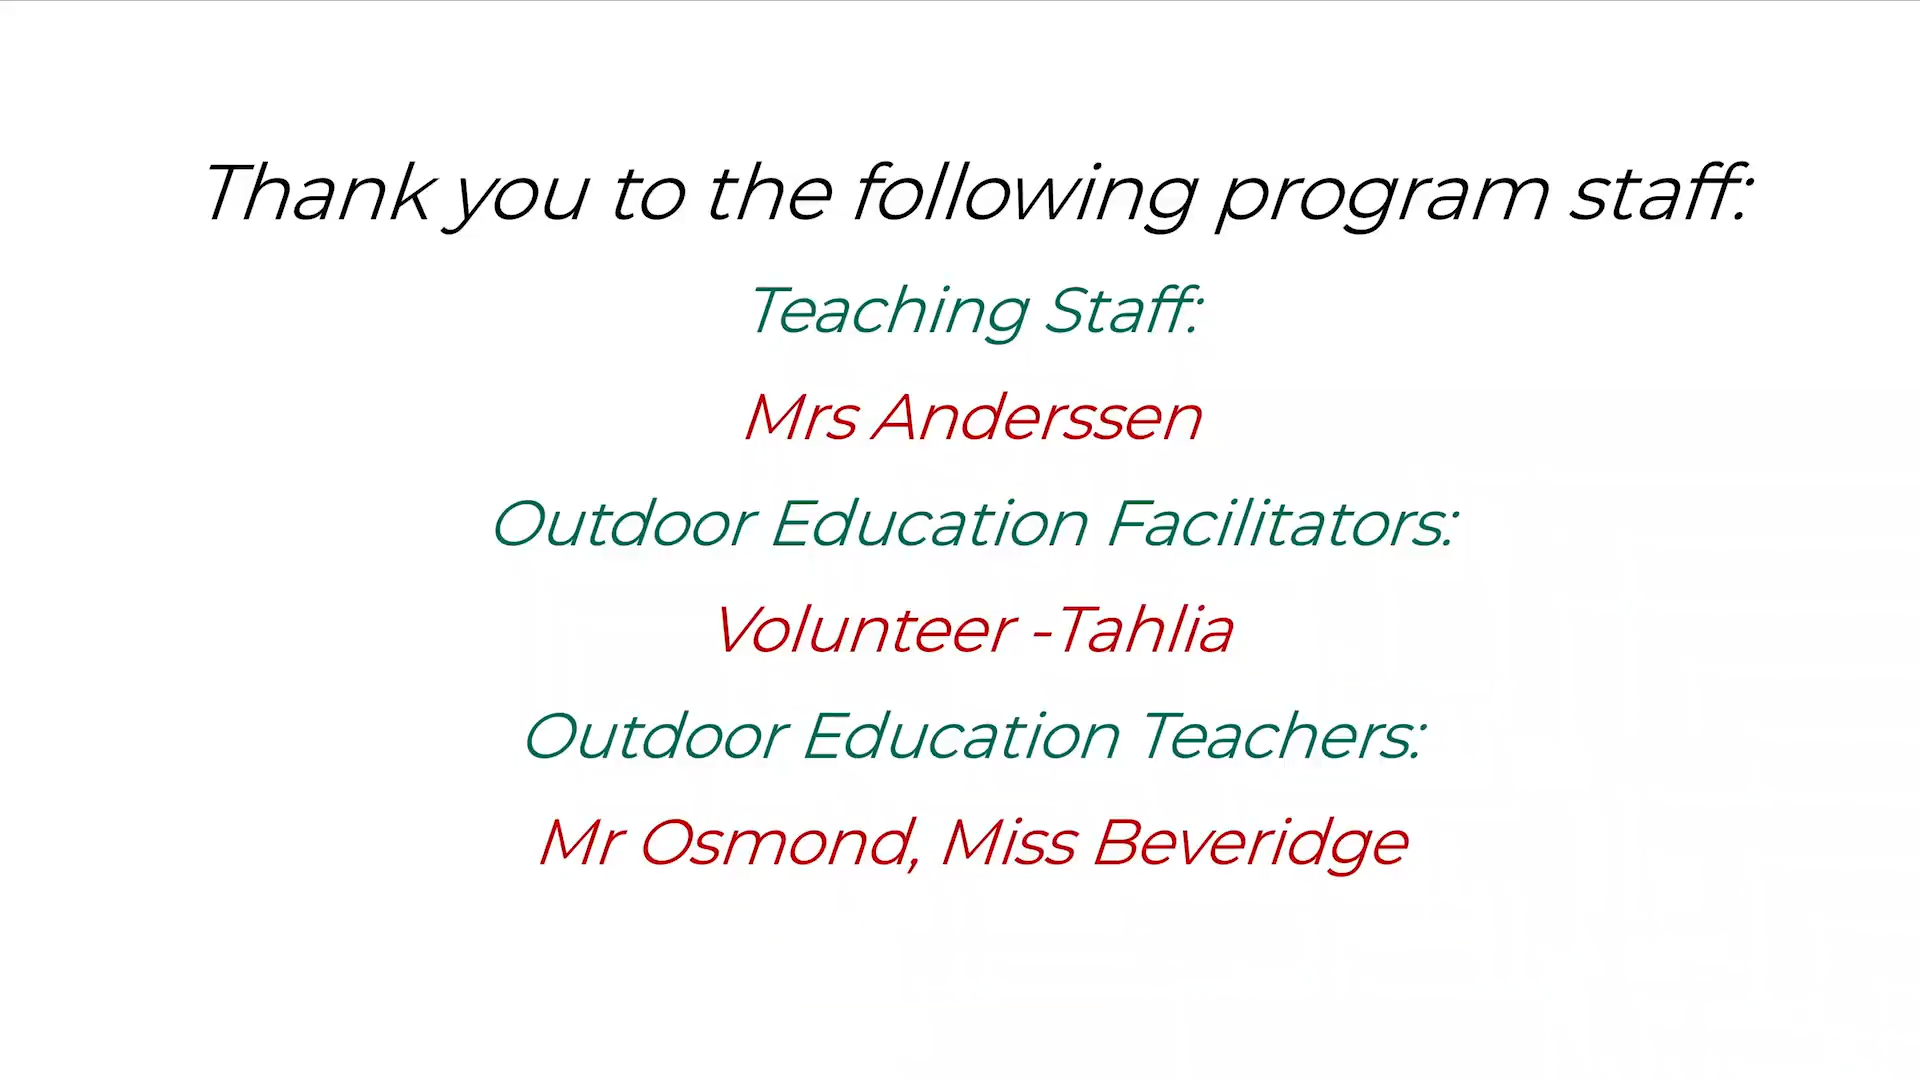 Thank you to the following program staff:
Teaching Staff:
Mrs Anderssen
Outdoor Education Facilitators:
Volunteer -Tahlia
Outdoor Education Teachers:
Mr Osmond, Miss Beveridge